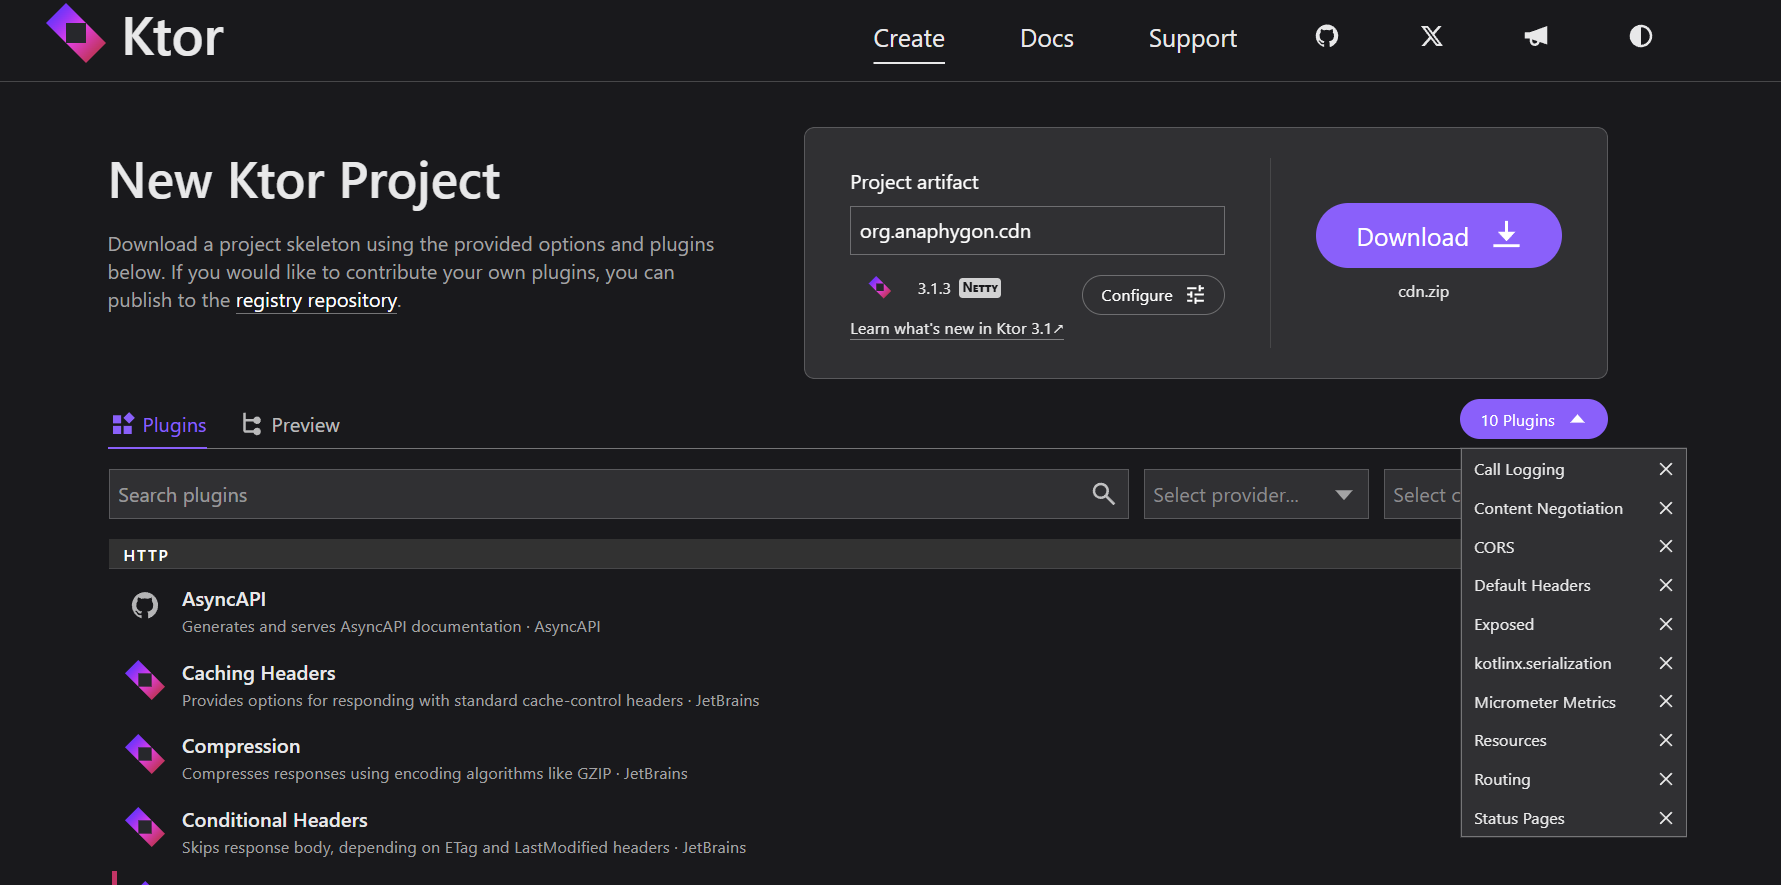 Ktor
Create
Docs
Support
New Ktor Project
Download a project skeleton using the provided options and plugins
below. If you would like to contribute your own plugins, you can
publish to the registry repository.
Project artifact
org.anaphygon.cdn
3.1.3 NETTY
Configure
Learn what's new in Ktor 3.1↗
Download
cdn.zip
Plugins
Preview
10 Plugins
Search plugins
Select provider...
Select c
Call Logging
Content Negotiation
CORS
Default Headers
Exposed
kotlinx.serialization
Micrometer Metrics
Resources
Routing
Status Pages
HTTP
AsyncAPI
Generates and serves AsyncAPI documentation · AsyncAPI
Caching Headers
Provides options for responding with standard cache-control headers · JetBrains
Compression
Compresses responses using encoding algorithms like GZIP · JetBrains
Conditional Headers
Skips response body, depending on ETag and LastModified headers · JetBrains